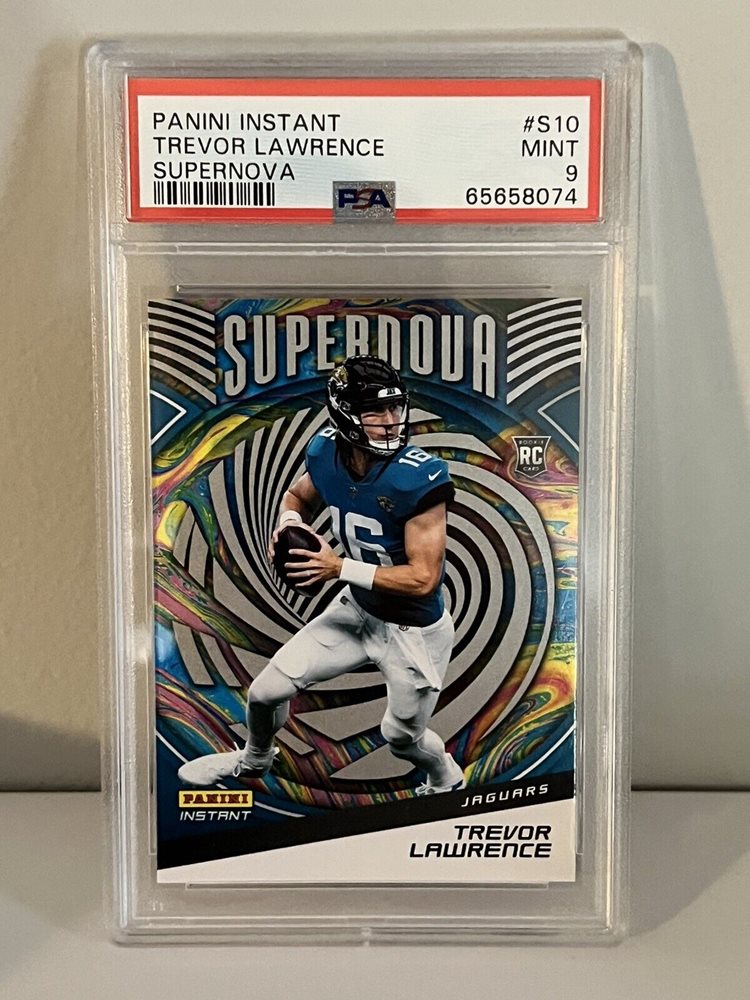 PANINI INSTANT #S10
TREVOR LAWRENCE MINT
SUPERNOVA 9
PSA 65658074
SUPERNOVA
16
ROOKIE
RC
CARD
16
PANINI
INSTANT
JAGUARS
TREVOR
LAWRENCE